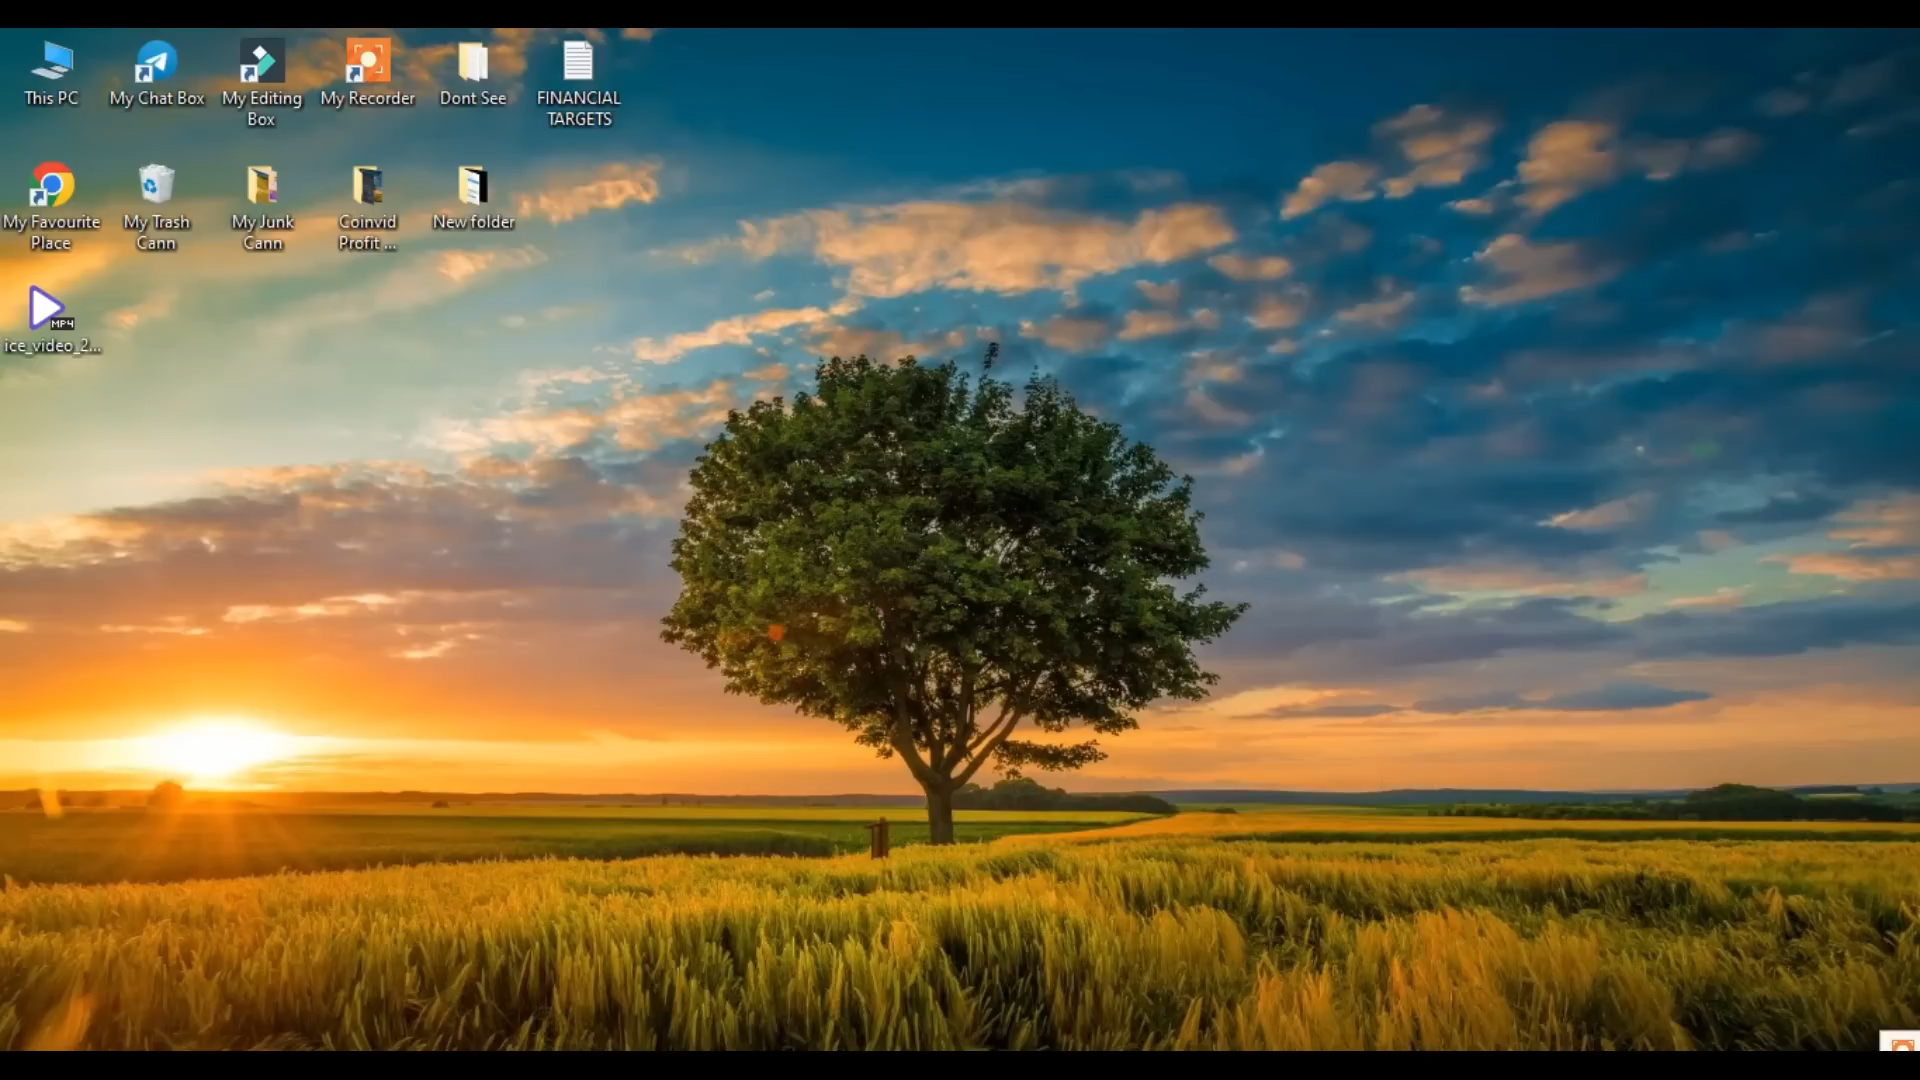 This PC
My Chat Box
My Editing
Box
My Recorder
Dont See
FINANCIAL
TARGETS
My Favourite
Place
My Trash
Cann
My Junk
Cann
Coinvid
Profit ...
New folder
MP4
ice_video_2...